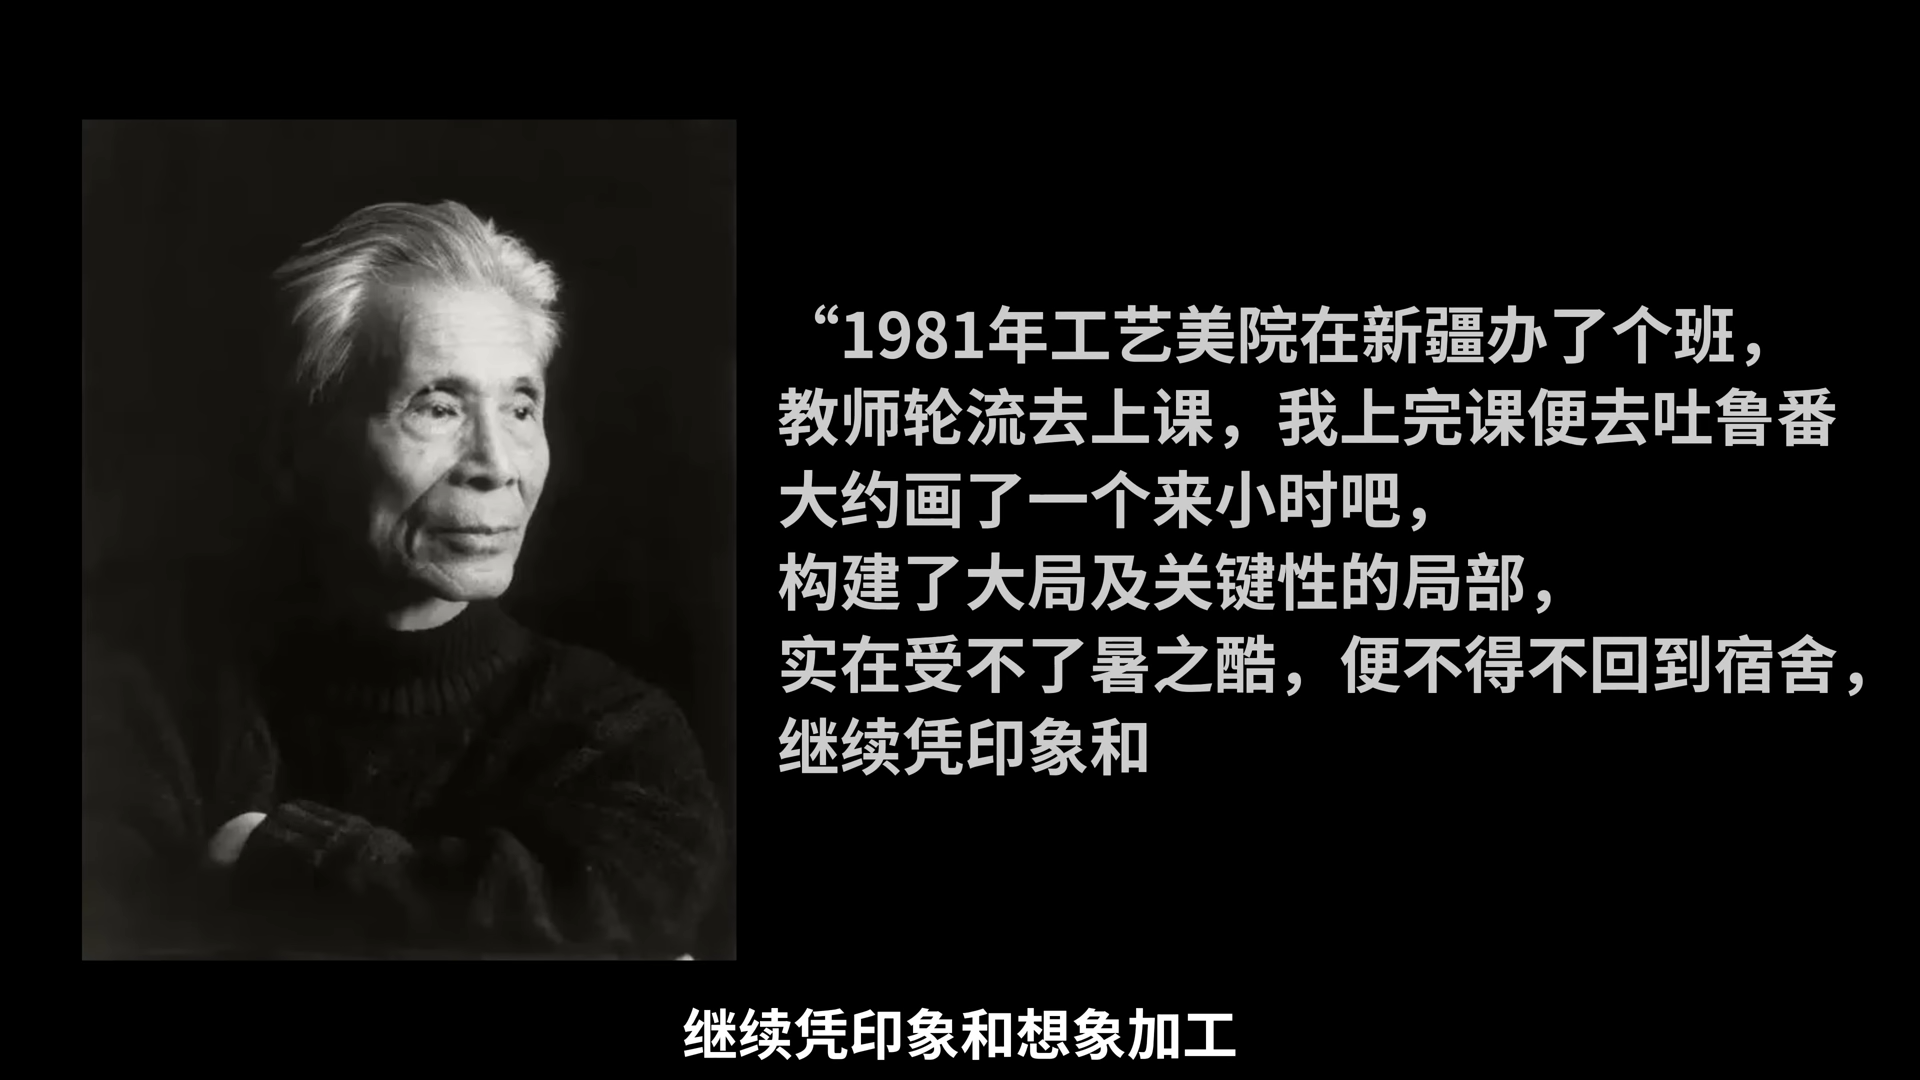 “1981年工艺美院在新疆办了个班，
教师轮流去上课，我上完课便去吐鲁番
大约画了一个来小时吧，
构建了大局及关键性的局部，
实在受不了暑之酷，便不得不回到宿舍，
继续凭印象和
继续凭印象和想象加工